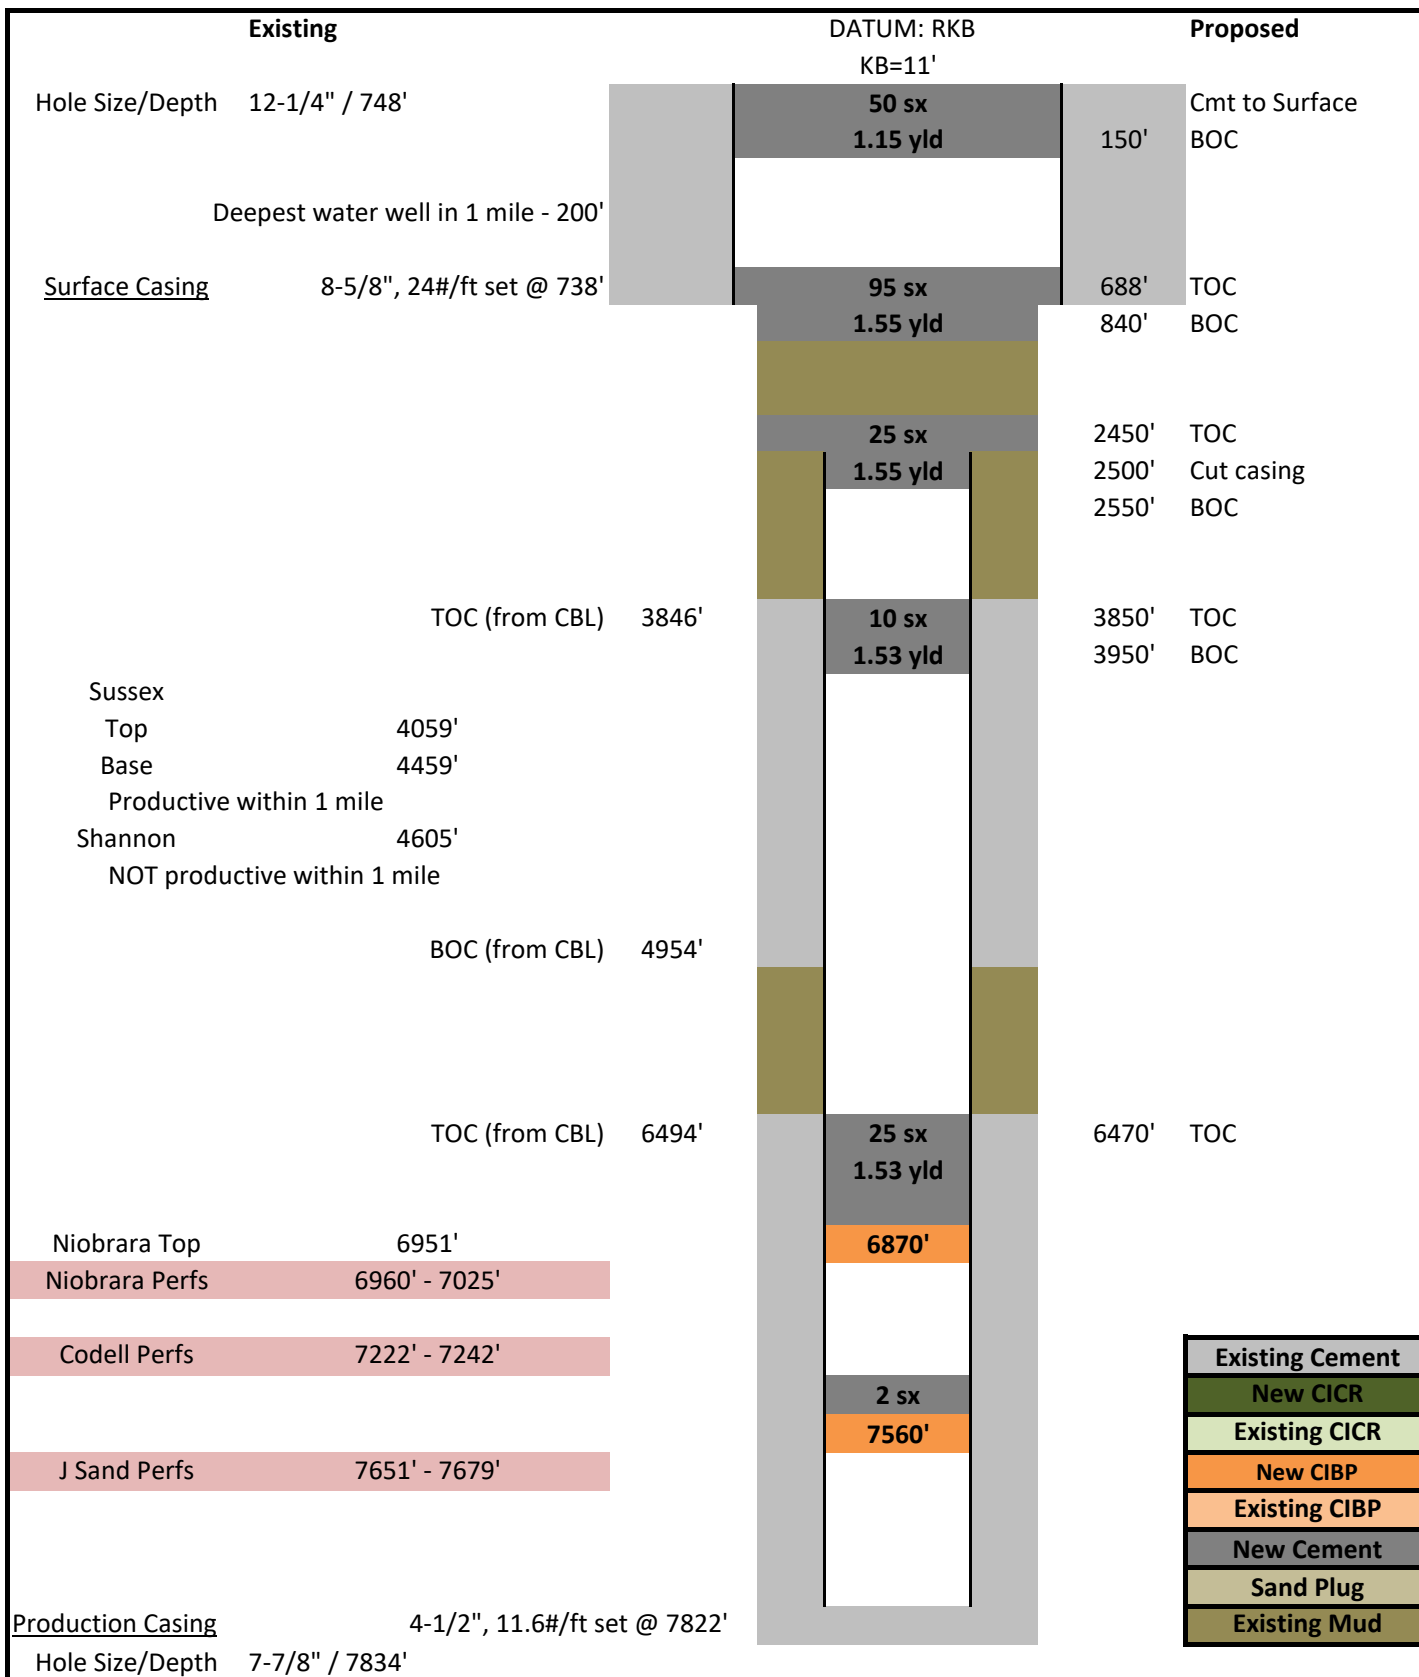 Existing DATUM: RKB Proposed
KB=11'
Hole Size/Depth 12-1/4" / 748' 50 sx Cmt to Surface
1.15 yld 150' BOC
Deepest water well in 1 mile - 200'
Surface Casing 8-5/8", 24#/ft set @ 738' 95 sx 688' TOC
1.55 yld 840' BOC
25 sx 2450' TOC
1.55 yld 2500' Cut casing
2550' BOC
TOC (from CBL) 3846' 10 sx 3850' TOC
1.53 yld 3950' BOC
Sussex
Top 4059'
Base 4459'
Productive within 1 mile
Shannon 4605'
NOT productive within 1 mile
BOC (from CBL) 4954'
TOC (from CBL) 6494' 25 sx 6470' TOC
1.53 yld
Niobrara Top 6951' 6870'
Niobrara Perfs 6960' - 7025'
Codell Perfs 7222' - 7242' Existing Cement
2 sx New CICR
7560' Existing CICR
J Sand Perfs 7651' - 7679' New CIBP
Existing CIBP
New Cement
Sand Plug
Production Casing 4-1/2", 11.6#/ft set @ 7822' Existing Mud
Hole Size/Depth 7-7/8" / 7834'